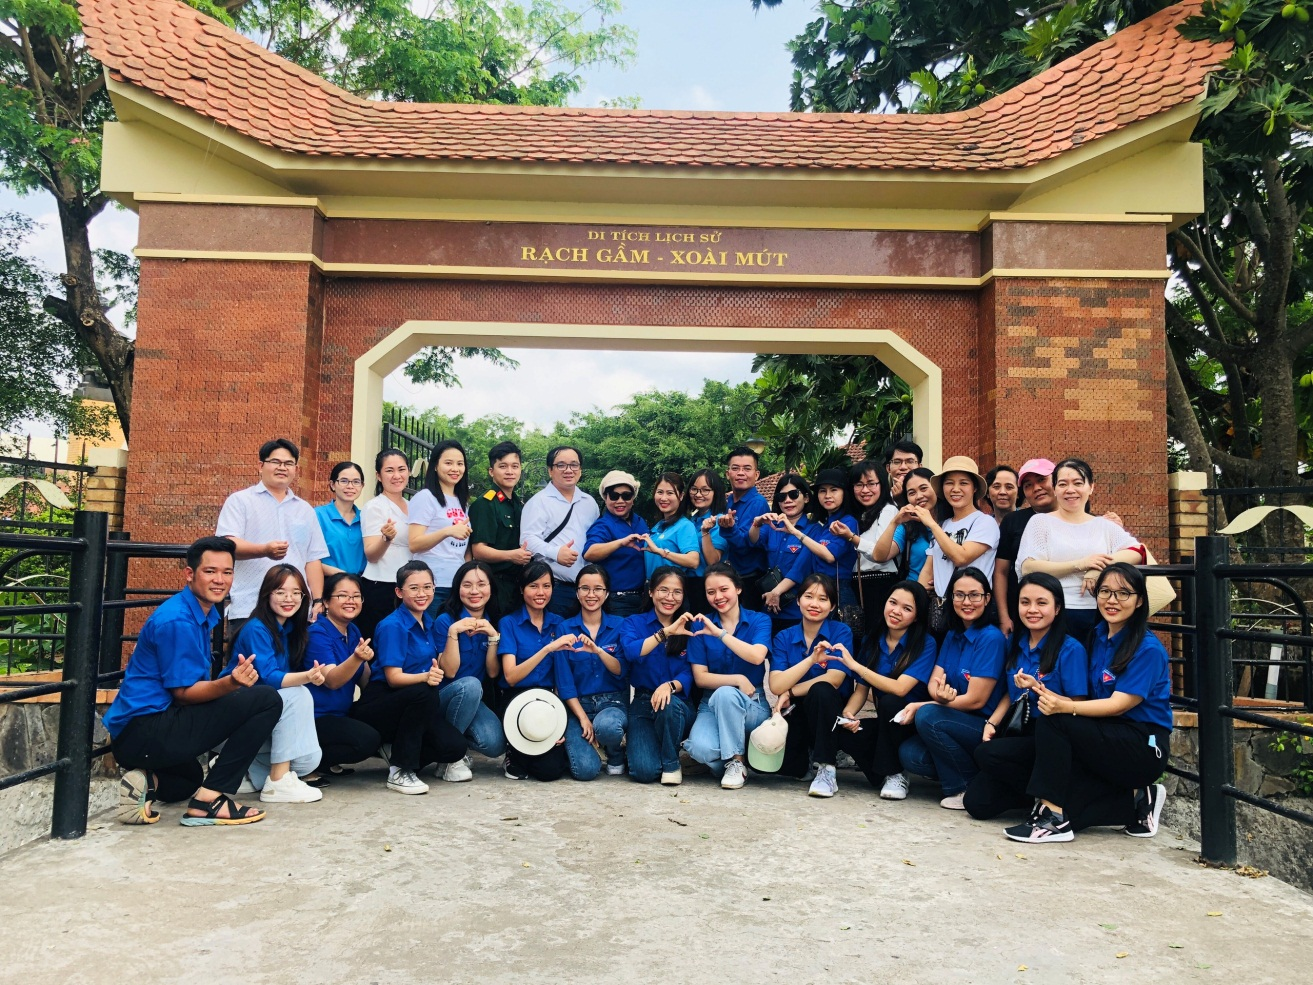 DI TÍCH LỊCH SỬ
RẠCH GẦM - XOÀI MÚT